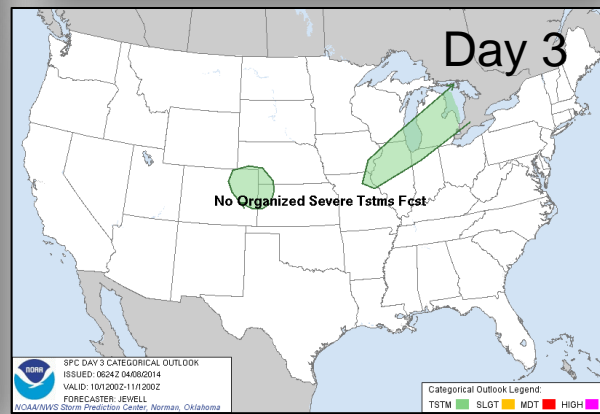 Day 3
No Organized Severe Tstms Fcst
NOAA
SPC DAY 3 CATEGORICAL OUTLOOK
ISSUED: 0624Z 04/08/2014
VALID: 10/1200Z-11/1200Z
FORECASTER: JEWELL
NOAA/NWS Storm Prediction Center, Norman, Oklahoma
Categorical Outlook Legend:
TSTM SLGT MDT HIGH